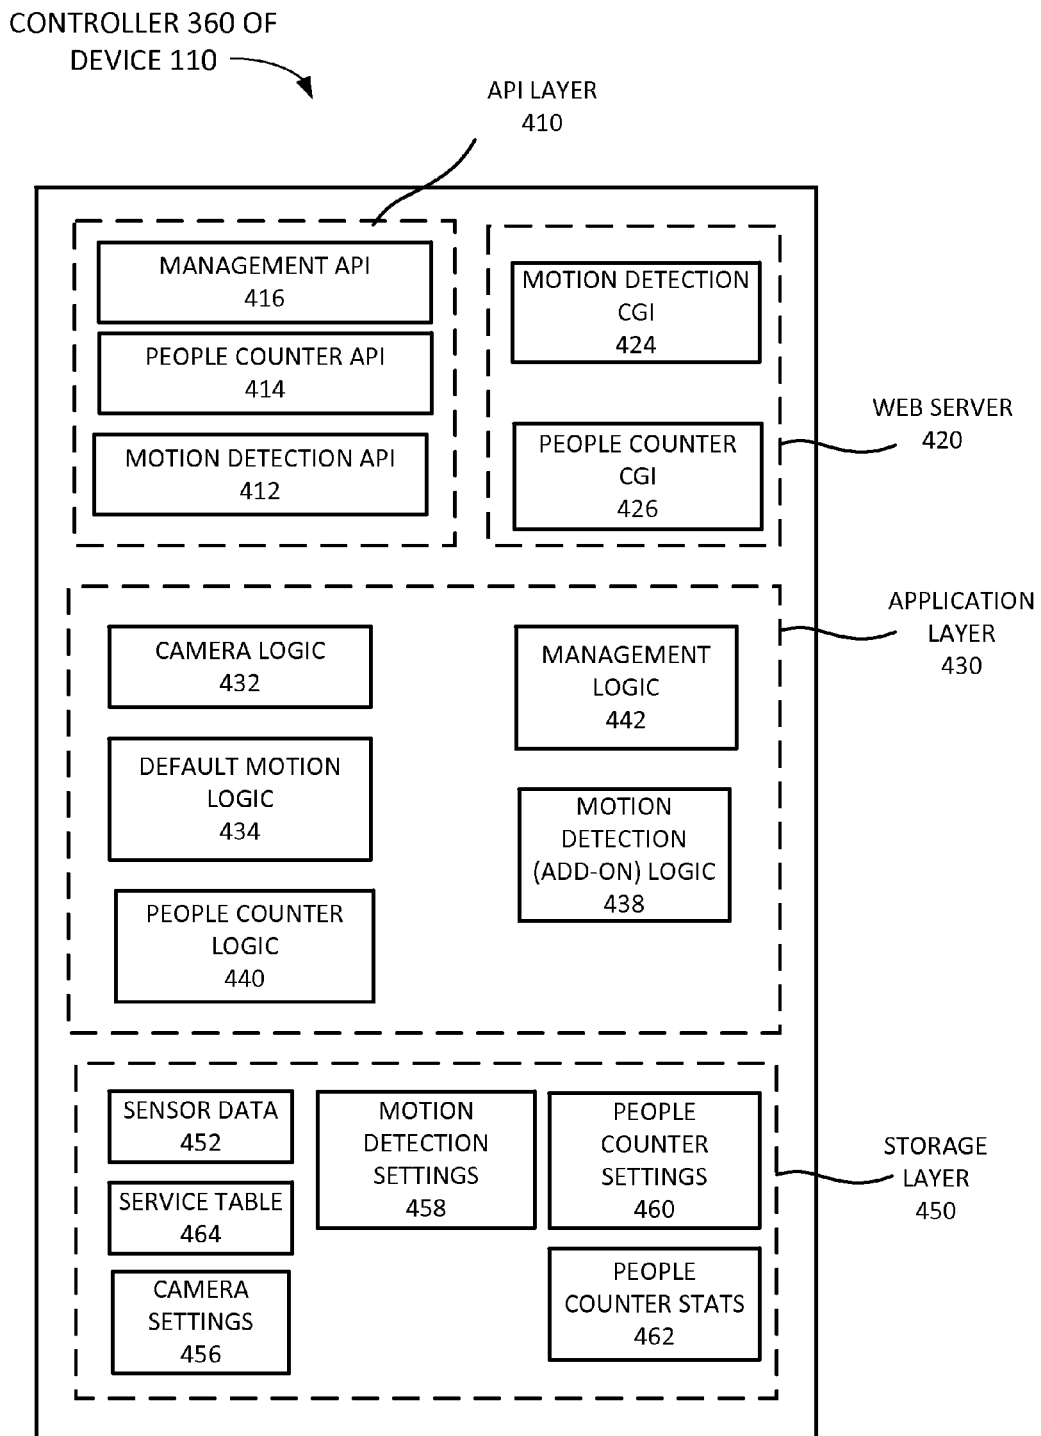 CONTROLLER 360 OF
DEVICE 110
API LAYER
410
MANAGEMENT API
416
PEOPLE COUNTER API
414
MOTION DETECTION API
412
MOTION DETECTION
CGI
424
PEOPLE COUNTER
CGI
426
WEB SERVER
420
CAMERA LOGIC
432
DEFAULT MOTION
LOGIC
434
PEOPLE COUNTER
LOGIC
440
MANAGEMENT
LOGIC
442
MOTION
DETECTION
(ADD-ON) LOGIC
438
APPLICATION
LAYER
430
SENSOR DATA
452
SERVICE TABLE
464
CAMERA
SETTINGS
456
MOTION
DETECTION
SETTINGS
458
PEOPLE
COUNTER
SETTINGS
460
PEOPLE
COUNTER STATS
462
STORAGE
LAYER
450